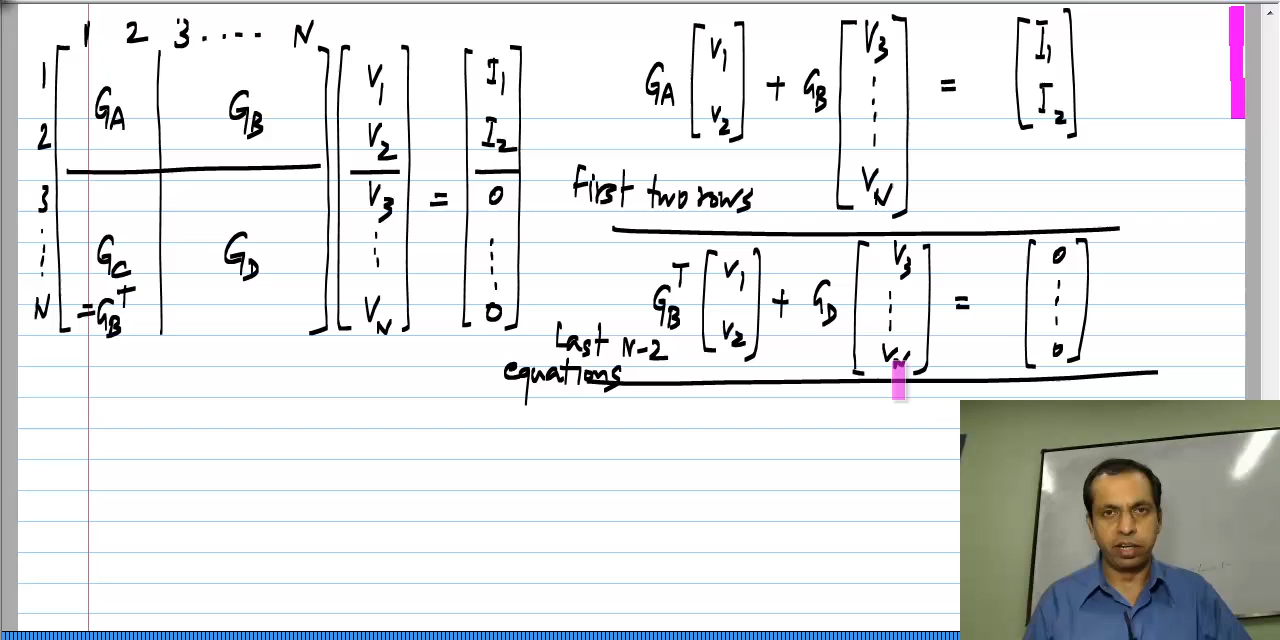 1 2 3 .... N
1 G_A G_B V_1 I_1
2 V_2 I_2
3 V_3 = 0
⋮ G_C G_D ⋮ ⋮
N = G_B^T V_N 0
G_A [V_1 V_2] + G_B [V_3 ⋮ V_N] = [I_1 I_2]
First two rows
G_B^T [V_1 V_2] + G_D [V_3 ⋮ V_N] = [0 ⋮ 0]
Last N-2
equations